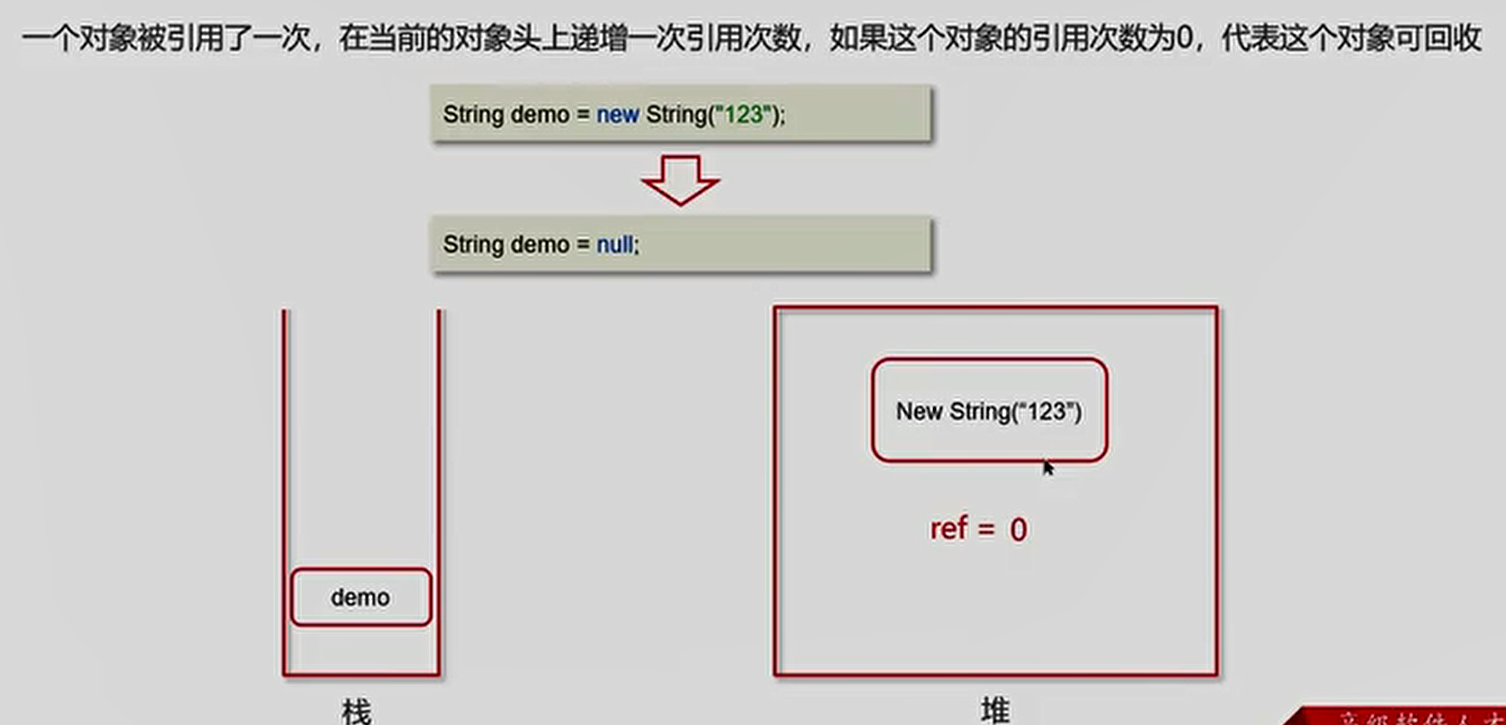 一个对象被引用了一次，在当前的对象头上递增一次引用次数，如果这个对象的引用次数为0，代表这个对象可回收
String demo = new String("123");
String demo = null;
New String(“123”)
ref = 0
demo
栈
堆